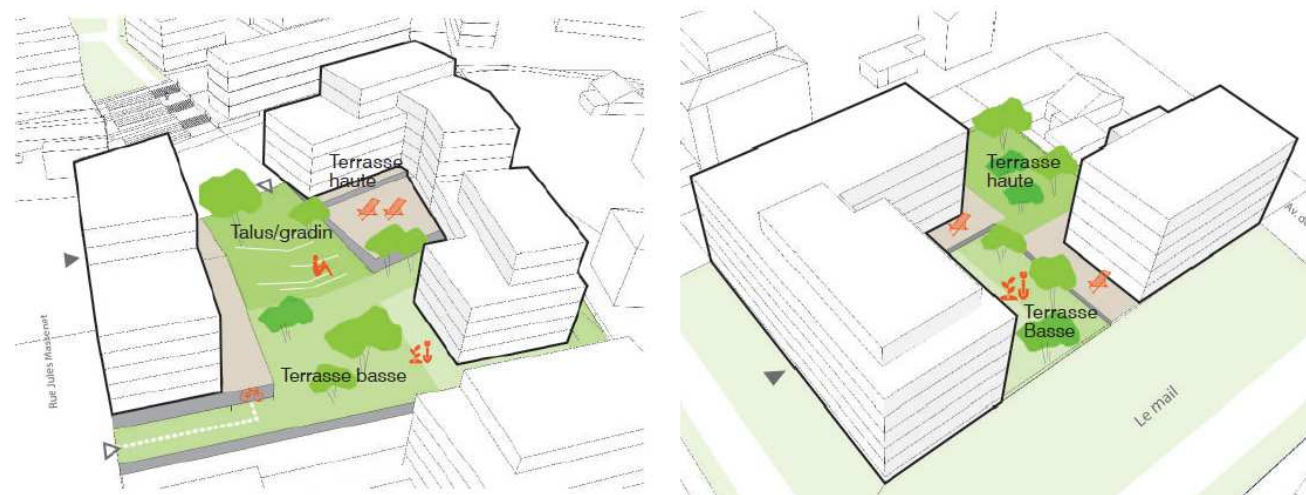 Terrasse
haute
Talus/gradin
Terrasse basse
Rue Jules Massenet
Terrasse
haute
Terrasse
Basse
Le mail